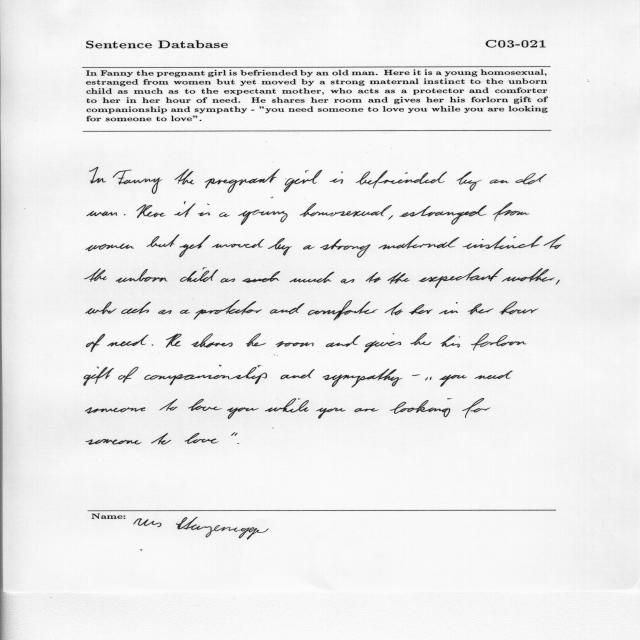 Sentence Database C03-021
In Fanny the pregnant girl is befriended by an old man. Here it is a young homosexual,
estranged from women but yet moved by a strong maternal instinct to the unborn
child as much as to the expectant mother, who acts as a protector and comforter
to her in her hour of need. He shares her room and gives her his forlorn gift of
companionship and sympathy - "you need someone to love you while you are looking
for someone to love".
In Fanny the pregnant girl is befriended by an old
man. Here it is a young homosexual, estranged from
women but yet moved by a strong maternal instinct to
the unborn child as such much as to the expectant mother,
who acts as a protector and comforter to her in her hour
of need. He shares he room and gives her his forloon
gift of companionship and sympathy - „ you need
someone to love you while you are looking for
someone to love ".
Name: